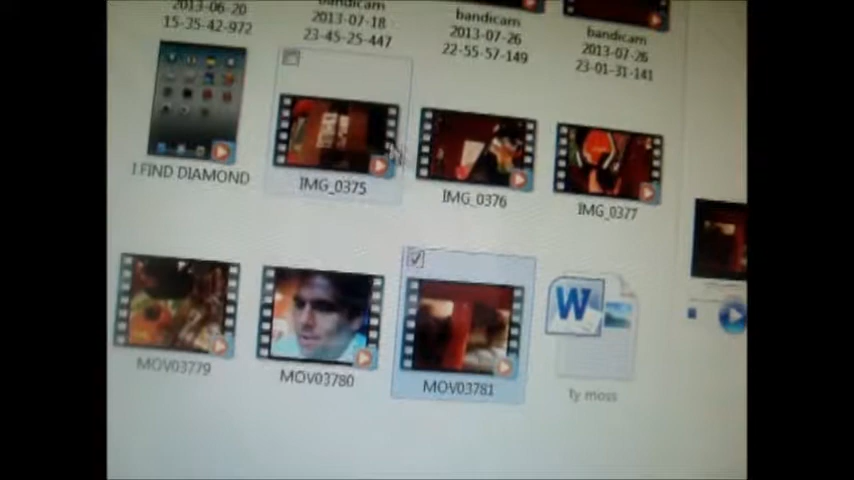 2013-06-20
15-35-42-972
bandicam
2013-07-18
23-45-25-447
bandicam
2013-07-26
22-55-57-149
bandicam
2013-07-26
23-01-31-141
I FIND DIAMOND
IMG_0375
IMG_0376
IMG_0377
MOV03779
MOV03780
MOV03781
W
ty moss